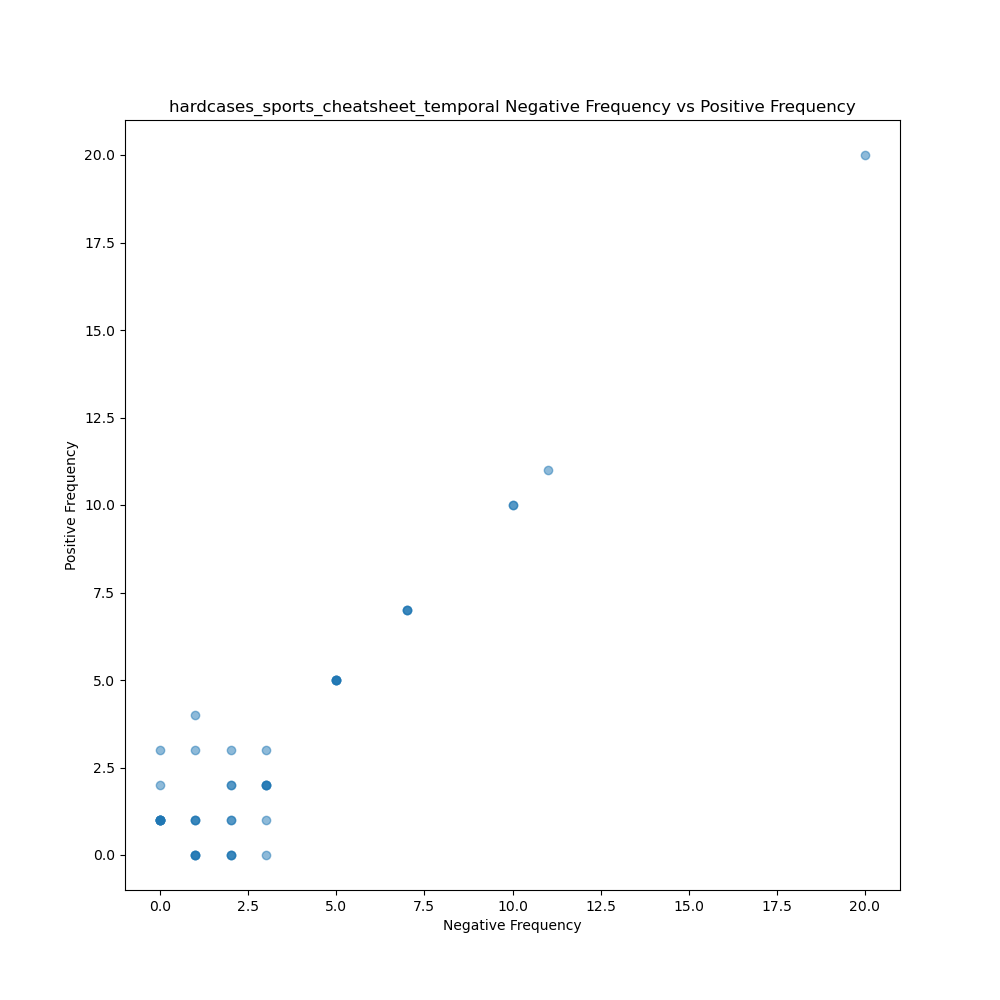 hardcases_sports_cheatsheet_temporal Negative Frequency vs Positive Frequency
20.0
17.5
15.0
12.5
10.0
7.5
5.0
2.5
0.0
Positive Frequency
0.0 2.5 5.0 7.5 10.0 12.5 15.0 17.5 20.0
Negative Frequency